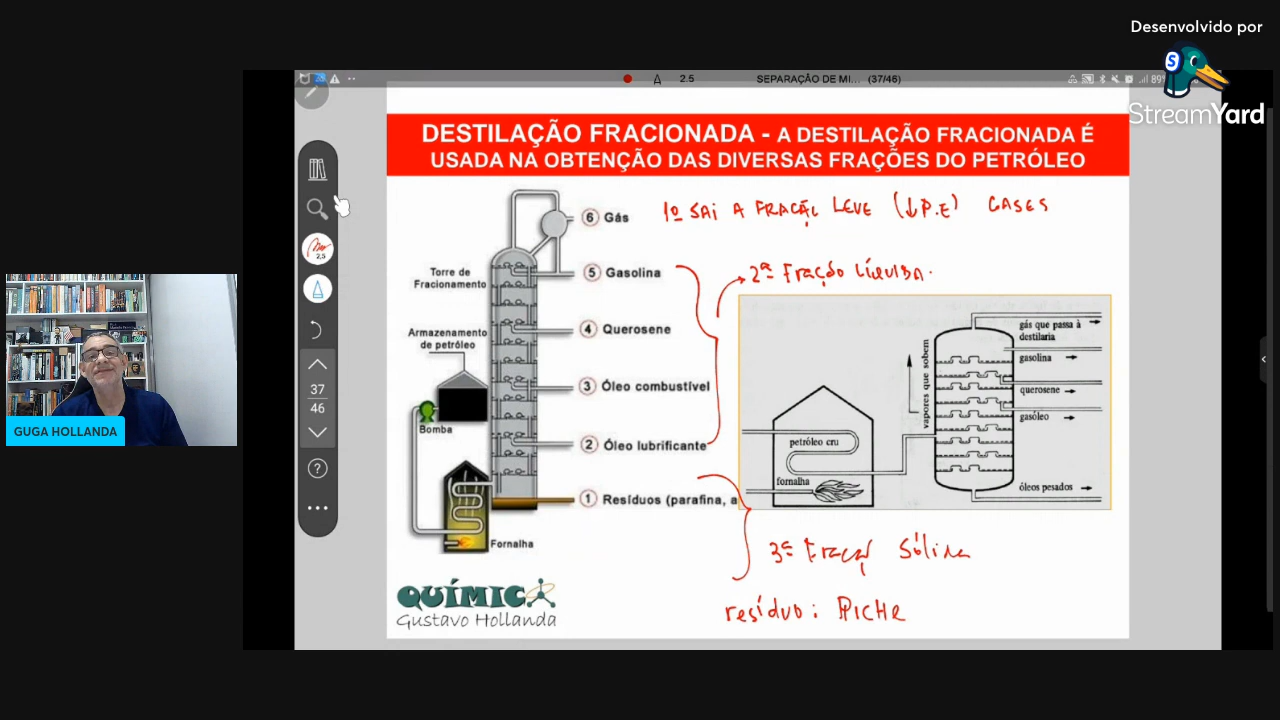 Desenvolvido por
StreamYard
2.5
SEPARAÇÃO DE MI... (37/46)
DESTILAÇÃO FRACIONADA - A DESTILAÇÃO FRACIONADA É
USADA NA OBTENÇÃO DAS DIVERSAS FRAÇÕES DO PETRÓLEO
6 Gás
1º SAI A FRAÇÃO LEVE (↓P.E) GASES
Torre de
Fracionamento
5 Gasolina
2ª Fração Líquida.
Armazenamento
de petróleo
4 Querosene
3 Óleo combustível
Bomba
2 Óleo lubrificante
1 Resíduos (parafina, a
Fornalha
vapores que sobem
gás que passa à
destilaria
gasolina
querosene
gasóleo
petróleo cru
fornalha
óleos pesados
3ª Fração Sólida
resíduo: PICHE
QUÍMICA
Gustavo Hollanda
2,5
37
46
GUGA HOLLANDA